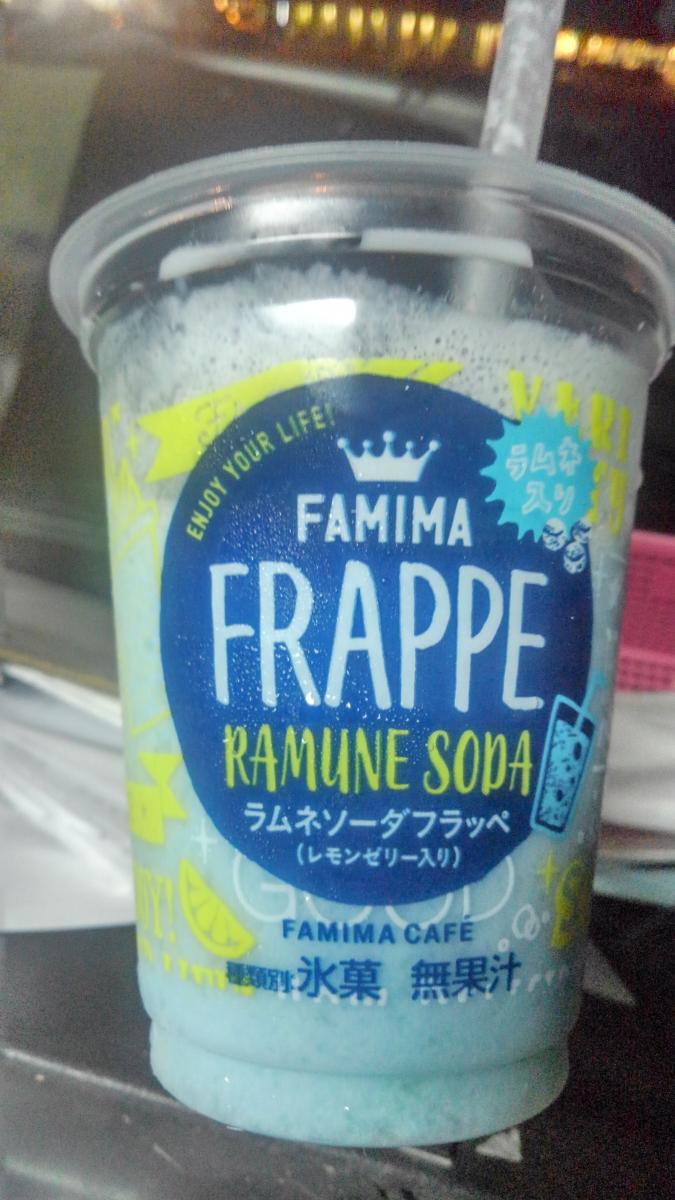 ENJOY YOUR LIFE!
FAMIMA
FRAPPE
ラムネ
入り
RAMUNE SODA
ラムネソーダフラッペ
(レモンゼリー入り)
GOOD
FAMIMA CAFÉ
種類別:氷菓 無果汁